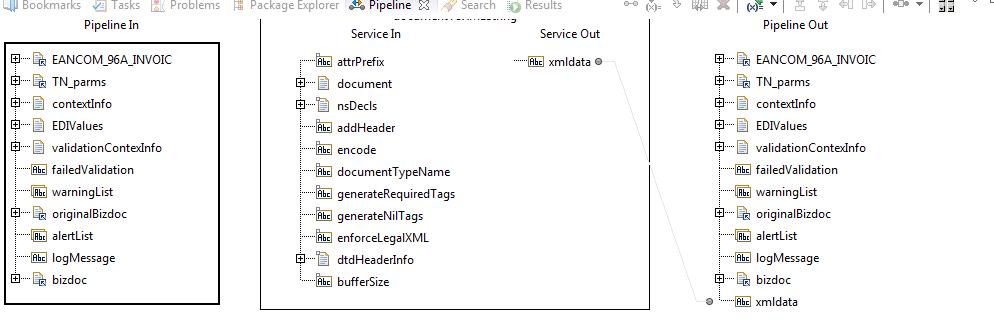 Bookmarks Tasks Problems Package Explorer Pipeline Search Results
Pipeline In
Service In
Service Out
Pipeline Out
EANCOM_96A_INVOIC
TN_parms
contextInfo
EDIValues
validationContexInfo
failedValidation
warningList
originalBizdoc
alertList
logMessage
bizdoc
attrPrefix
document
nsDecls
addHeader
encode
documentTypeName
generateRequiredTags
generateNilTags
enforceLegalXML
dtdHeaderInfo
bufferSize
xmldata
EANCOM_96A_INVOIC
TN_parms
contextInfo
EDIValues
validationContexInfo
failedValidation
warningList
originalBizdoc
alertList
logMessage
bizdoc
xmldata